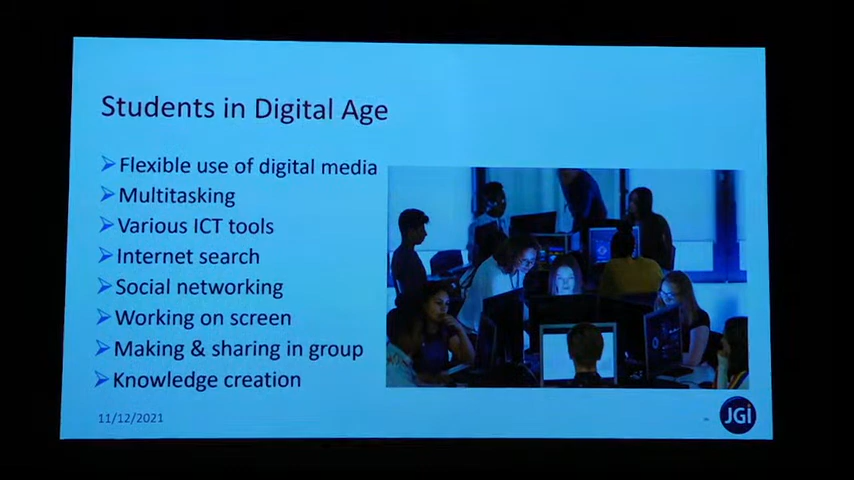 Students in Digital Age
Flexible use of digital media
Multitasking
Various ICT tools
Internet search
Social networking
Working on screen
Making & sharing in group
Knowledge creation
11/12/2021
JGi